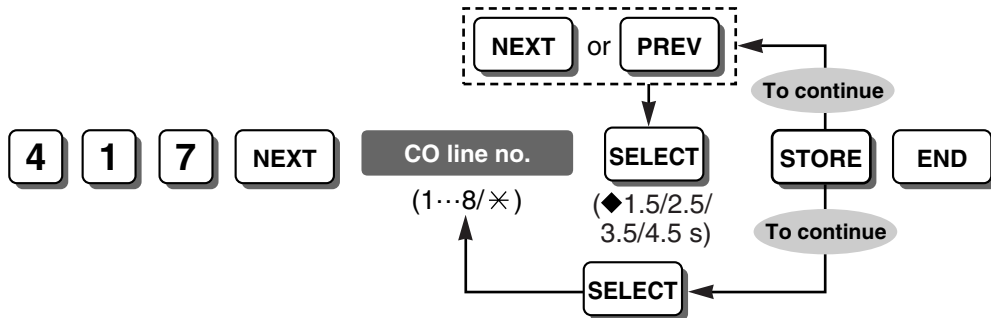 NEXT or PREV
To continue
4 1 7 NEXT CO line no. SELECT STORE END
(1···8/✳)
(◆1.5/2.5/
3.5/4.5 s)
To continue
SELECT